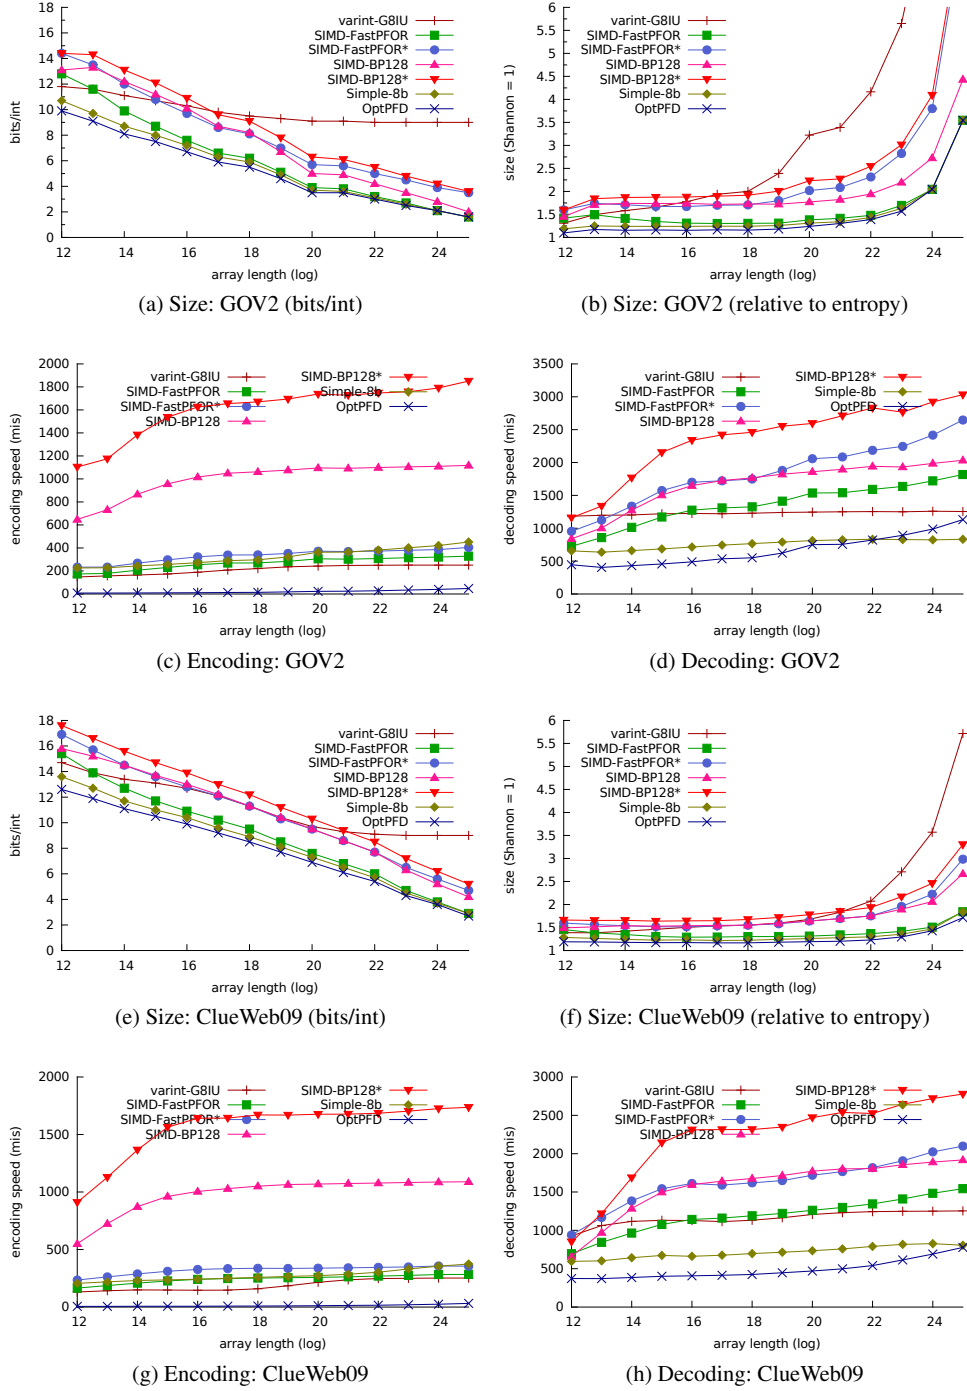 18
16
14
12
10
8
6
4
2
0
bits/int
varint-G8IU
SIMD-FastPFOR
SIMD-FastPFOR*
SIMD-BP128
SIMD-BP128*
Simple-8b
OptPFD
12 14 16 18 20 22 24
array length (log)
(a) Size: GOV2 (bits/int)
6
5.5
5
4.5
4
3.5
3
2.5
2
1.5
1
size (Shannon = 1)
varint-G8IU
SIMD-FastPFOR
SIMD-FastPFOR*
SIMD-BP128
SIMD-BP128*
Simple-8b
OptPFD
12 14 16 18 20 22 24
array length (log)
(b) Size: GOV2 (relative to entropy)
2000
1800
1600
1400
1200
1000
800
600
400
200
0
encoding speed (mis)
varint-G8IU
SIMD-FastPFOR
SIMD-FastPFOR*
SIMD-BP128
SIMD-BP128*
Simple-8b
OptPFD
12 14 16 18 20 22 24
array length (log)
(c) Encoding: GOV2
3500
3000
2500
2000
1500
1000
500
0
decoding speed (mis)
varint-G8IU
SIMD-FastPFOR
SIMD-FastPFOR*
SIMD-BP128
SIMD-BP128*
Simple-8b
OptPFD
12 14 16 18 20 22 24
array length (log)
(d) Decoding: GOV2
18
16
14
12
10
8
6
4
2
0
bits/int
varint-G8IU
SIMD-FastPFOR
SIMD-FastPFOR*
SIMD-BP128
SIMD-BP128*
Simple-8b
OptPFD
12 14 16 18 20 22 24
array length (log)
(e) Size: ClueWeb09 (bits/int)
6
5.5
5
4.5
4
3.5
3
2.5
2
1.5
1
size (Shannon = 1)
varint-G8IU
SIMD-FastPFOR
SIMD-FastPFOR*
SIMD-BP128
SIMD-BP128*
Simple-8b
OptPFD
12 14 16 18 20 22 24
array length (log)
(f) Size: ClueWeb09 (relative to entropy)
2000
1500
1000
500
0
encoding speed (mis)
varint-G8IU
SIMD-FastPFOR
SIMD-FastPFOR*
SIMD-BP128
SIMD-BP128*
Simple-8b
OptPFD
12 14 16 18 20 22 24
array length (log)
(g) Encoding: ClueWeb09
3000
2500
2000
1500
1000
500
0
decoding speed (mis)
varint-G8IU
SIMD-FastPFOR
SIMD-FastPFOR*
SIMD-BP128
SIMD-BP128*
Simple-8b
OptPFD
12 14 16 18 20 22 24
array length (log)
(h) Decoding: ClueWeb09